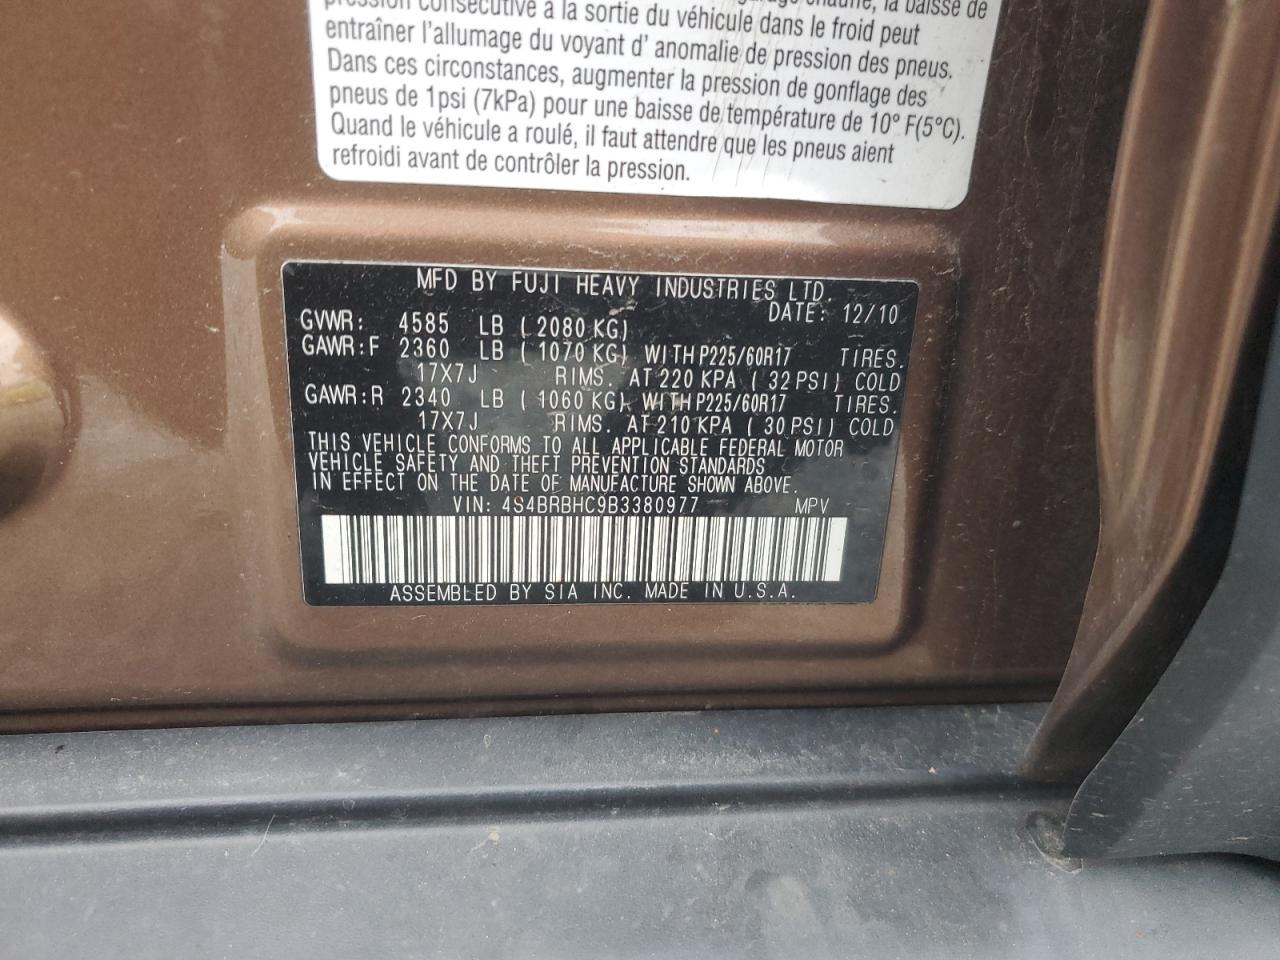 pression consécutive à la sortie du véhicule dans le froid peut
entraîner l'allumage du voyant d' anomalie de pression des pneus.
Dans ces circonstances, augmenter la pression de gonflage des
pneus de 1psi (7kPa) pour une baisse de température de 10° F(5°C).
Quand le véhicule a roulé, il faut attendre que les pneus aient
refroidi avant de contrôler la pression.
MFD BY FUJI HEAVY INDUSTRIES LTD.
DATE: 12/10
GVWR: 4585 LB ( 2080 KG)
GAWR:F 2360 LB ( 1070 KG) WITH P225/60R17 TIRES.
17X7J RIMS. AT 220 KPA ( 32 PSI) COLD
GAWR:R 2340 LB ( 1060 KG) WITH P225/60R17 TIRES.
17X7J RIMS. AT 210 KPA ( 30 PSI) COLD
THIS VEHICLE CONFORMS TO ALL APPLICABLE FEDERAL MOTOR
VEHICLE SAFETY AND THEFT PREVENTION STANDARDS
IN EFFECT ON THE DATE OF MANUFACTURE SHOWN ABOVE.
VIN: 4S4BRBHC9B3380977 MPV
ASSEMBLED BY SIA INC. MADE IN U.S.A.